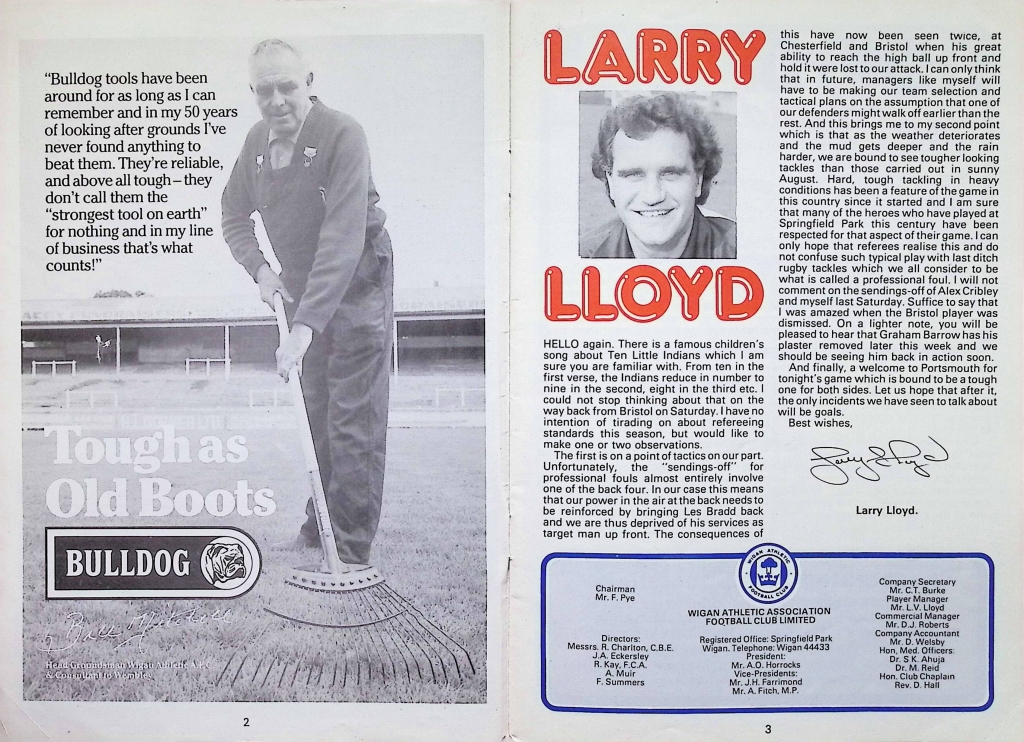 “Bulldog tools have been
around for as long as I can
remember and in my 50 years
of looking after grounds I’ve
never found anything to
beat them. They’re reliable,
and above all tough – they
don’t call them the
“strongest tool on earth”
for nothing and in my line
of business that’s what
counts!”
Tough as
Old Boots
BULLDOG
Head Groundsman Wigan Athletic A.F.C.
& Consultant to Wembley
2
LARRY
LLOYD
HELLO again. There is a famous children’s
song about Ten Little Indians which I am
sure you are familiar with. From ten in the
first verse, the Indians reduce in number to
nine in the second, eight in the third etc. I
could not stop thinking about that on the
way back from Bristol on Saturday. I have no
intention of tirading on about refereeing
standards this season, but would like to
make one or two observations.
The first is on a point of tactics on our part.
Unfortunately, the “sendings-off” for
professional fouls almost entirely involve
one of the back four. In our case this means
that our power in the air at the back needs to
be reinforced by bringing Les Bradd back
and we are thus deprived of his services as
target man up front. The consequences of
this have now been seen twice, at
Chesterfield and Bristol when his great
ability to reach the high ball up front and
hold it were lost to our attack. I can only think
that in future, managers like myself will
have to be making our team selection and
tactical plans on the assumption that one of
our defenders might walk off earlier than the
rest. And this brings me to my second point
which is that as the weather deteriorates
and the mud gets deeper and the rain
harder, we are bound to see tougher looking
tackles than those carried out in sunny
August. Hard, tough tackling in heavy
conditions has been a feature of the game in
this country since it started and I am sure
that many of the heroes who have played at
Springfield Park this century have been
respected for that aspect of their game. I can
only hope that referees realise this and do
not confuse such typical play with last ditch
rugby tackles which we all consider to be
what is called a professional foul. I will not
comment on the sendings-off of Alex Cribley
and myself last Saturday. Suffice to say that
I was amazed when the Bristol player was
dismissed. On a lighter note, you will be
pleased to hear that Graham Barrow has his
plaster removed later this week and we
should be seeing him back in action soon.
And finally, a welcome to Portsmouth for
tonight’s game which is bound to be a tough
one for both sides. Let us hope that after it,
the only incidents we have seen to talk about
will be goals.
Best wishes,
Larry Lloyd
Larry Lloyd.
WIGAN ATHLETIC
FOOTBALL CLUB
Chairman
Mr. F. Pye
Directors:
Messrs. R. Charlton, C.B.E.
J.A. Eckersley
R. Kay, F.C.A.
A. Muir
F. Summers
WIGAN ATHLETIC ASSOCIATION
FOOTBALL CLUB LIMITED
Registered Office: Springfield Park
Wigan. Telephone: Wigan 44433
President:
Mr. A.O. Horrocks
Vice-Presidents:
Mr. J.H. Farrimond
Mr. A. Fitch, M.P.
Company Secretary
Mr. C.T. Burke
Player Manager
Mr. L.V. Lloyd
Commercial Manager
Mr. D.J. Roberts
Company Accountant
Mr. D. Welsby
Hon. Med. Officers:
Dr. S.K. Ahuja
Dr. M. Reid
Hon. Club Chaplain
Rev. D. Hall
3